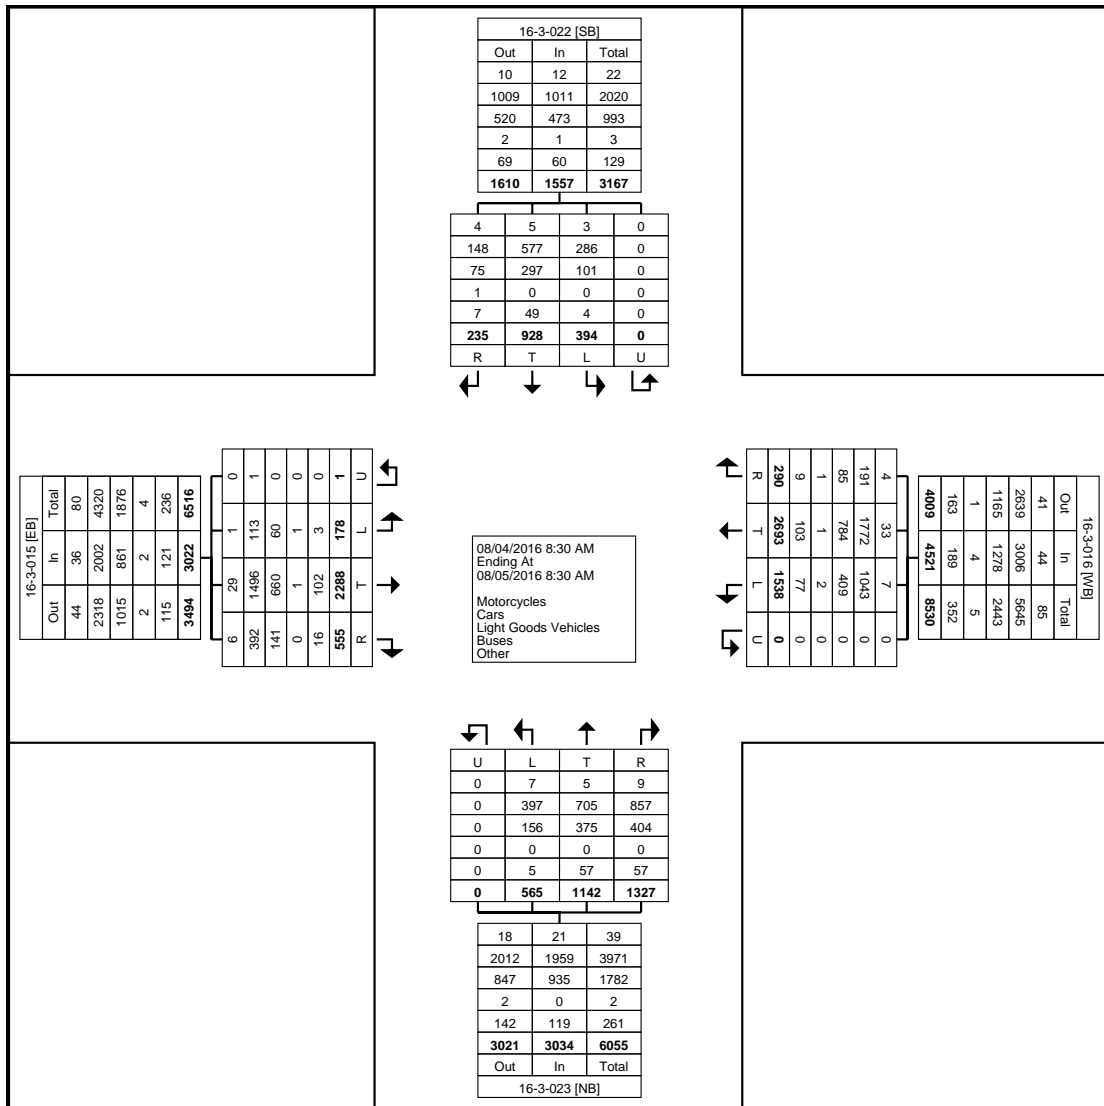 16-3-022 [SB]
Out In Total
10 12 22
1009 1011 2020
520 473 993
2 1 3
69 60 129
1610 1557 3167
4 5 3 0
148 577 286 0
75 297 101 0
1 0 0 0
7 49 4 0
235 928 394 0
R T L U
16-3-015 [EB]
Total In Out
80 36 44
4320 2002 2318
1876 861 1015
4 2 2
236 121 115
6516 3022 3494
0 1 29 6
1 113 1496 392
0 60 660 141
0 1 1 0
0 3 102 16
1 178 2288 555
U L T R
08/04/2016 8:30 AM
Ending At
08/05/2016 8:30 AM
Motorcycles
Cars
Light Goods Vehicles
Buses
Other
16-3-016 [WB]
Out In Total
41 44 85
2639 3006 5645
1165 1278 2443
1 4 5
163 189 352
4009 4521 8530
4 33 7 0
191 1772 1043 0
85 784 409 0
1 1 2 0
9 103 77 0
290 2693 1538 0
R T L U
U L T R
0 7 5 9
0 397 705 857
0 156 375 404
0 0 0 0
0 5 57 57
0 565 1142 1327
18 21 39
2012 1959 3971
847 935 1782
2 0 2
142 119 261
3021 3034 6055
Out In Total
16-3-023 [NB]